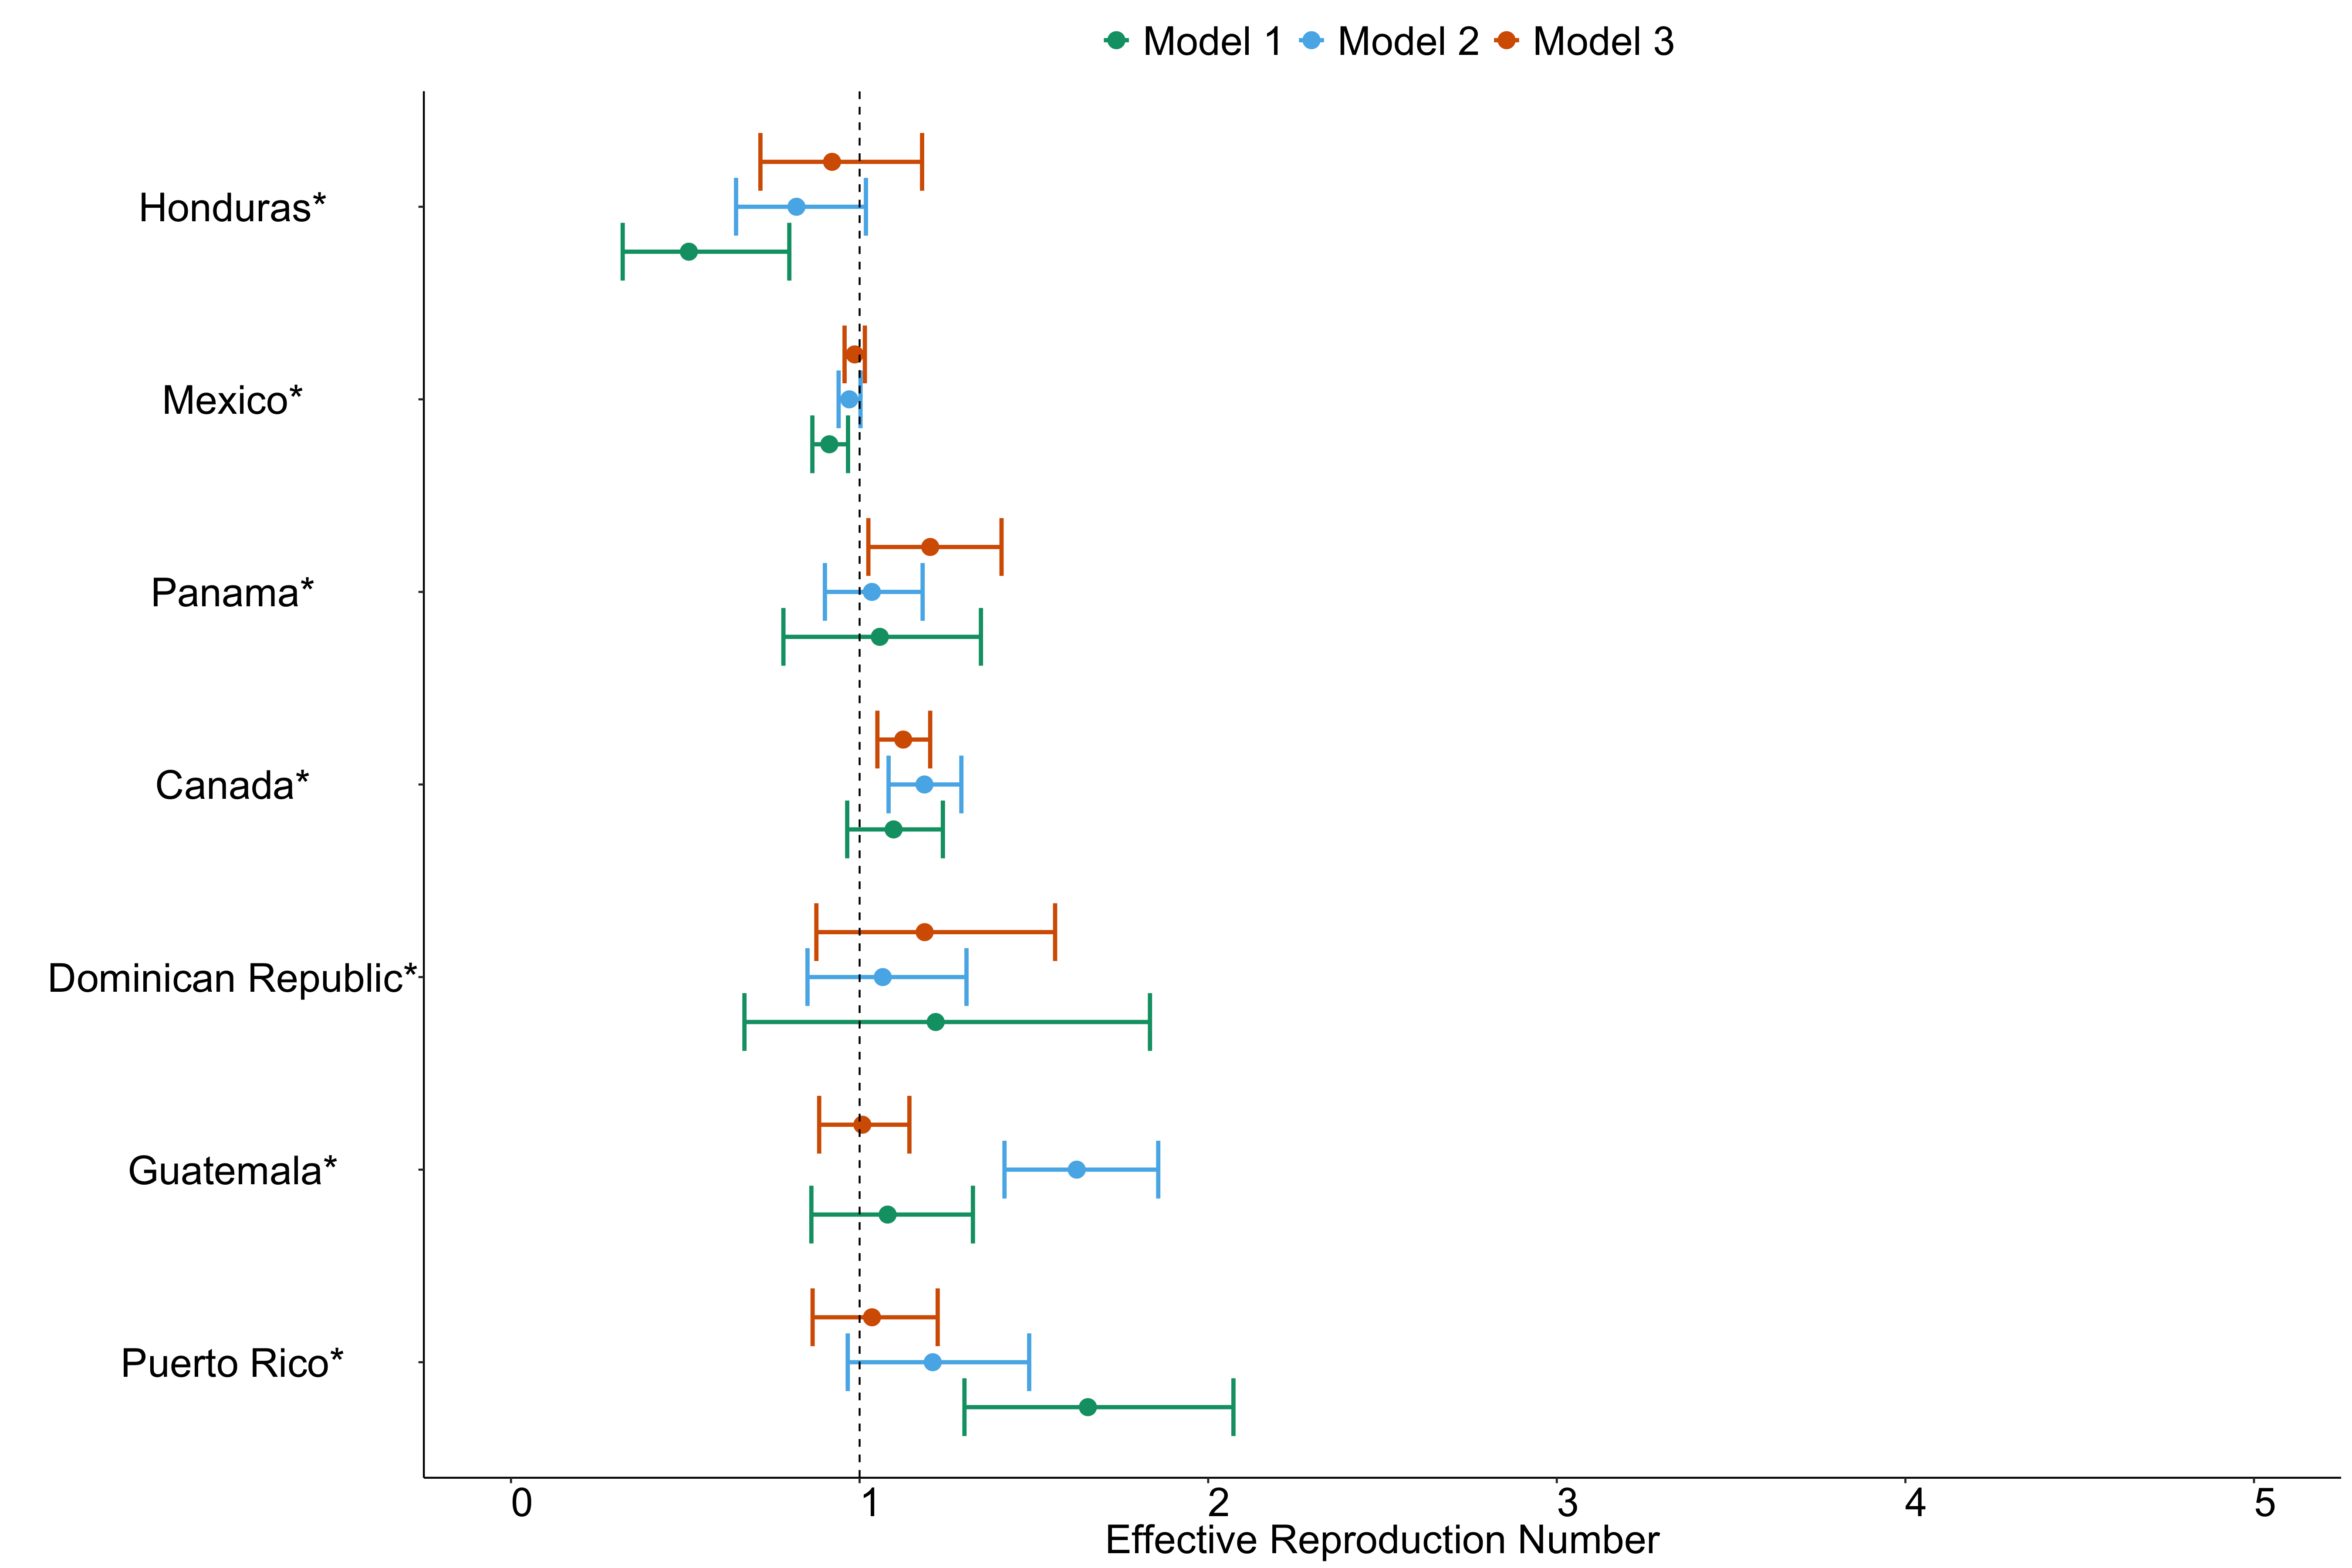 Model 1 Model 2 Model 3
Honduras*
Mexico*
Panama*
Canada*
Dominican Republic*
Guatemala*
Puerto Rico*
0 1 2 3 4 5
Effective Reproduction Number